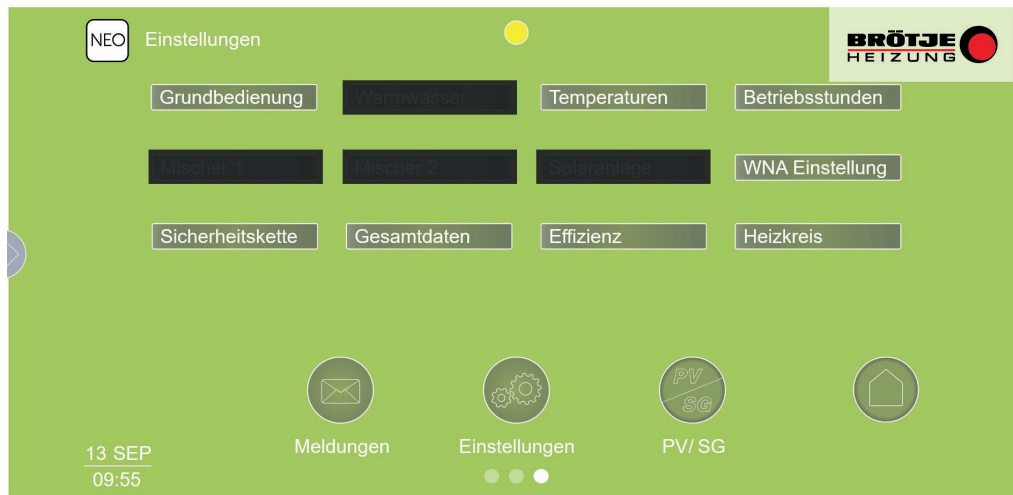 NEO Einstellungen
BRÖTJE
HEIZUNG
Grundbedienung Warmwasser Temperaturen Betriebsstunden
Mischer 1 Mischer 2 Solaranlage WNA Einstellung
Sicherheitskette Gesamtdaten Effizienz Heizkreis
PV
SG
Meldungen Einstellungen PV/ SG
13 SEP
09:55